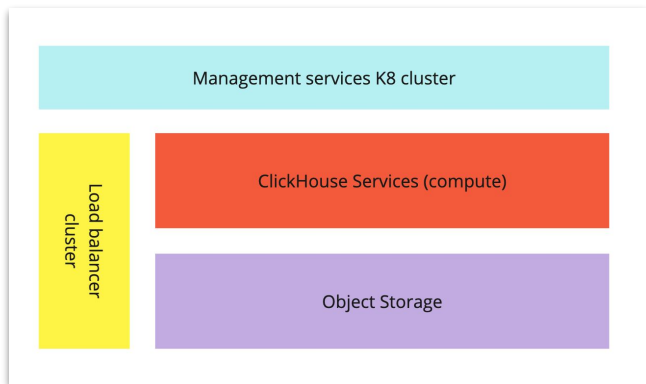 Management services K8 cluster
Load balancer
cluster
ClickHouse Services (compute)
Object Storage